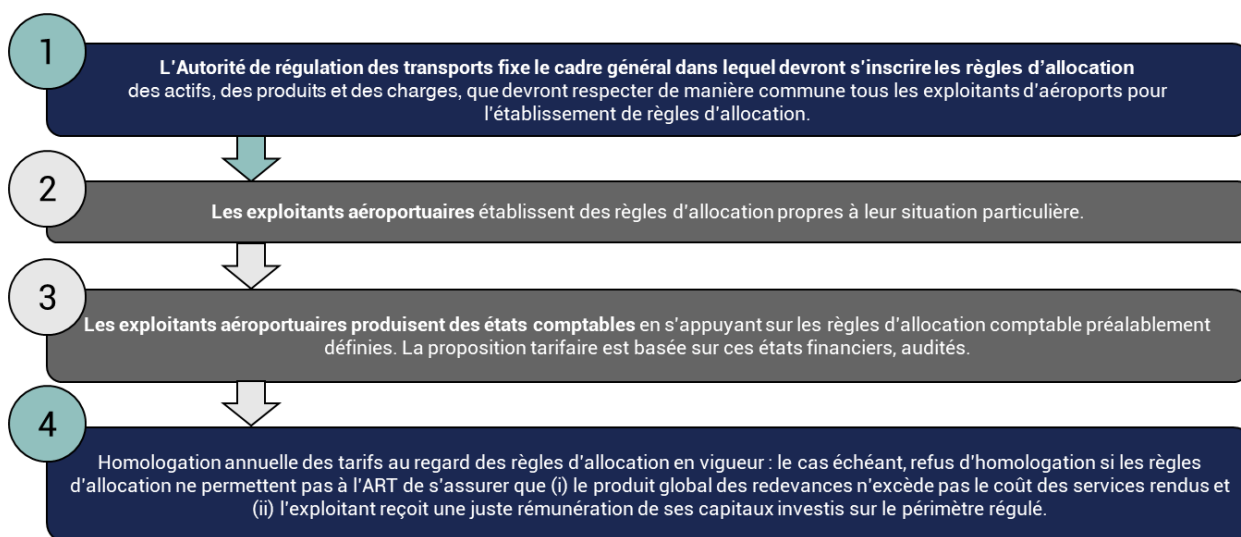 1
L'Autorité de régulation des transports fixe le cadre général dans lequel devront s'inscrire les règles d'allocation
des actifs, des produits et des charges, que devront respecter de manière commune tous les exploitants d'aéroports pour
l'établissement de règles d'allocation.
2
Les exploitants aéroportuaires établissent des règles d'allocation propres à leur situation particulière.
3
Les exploitants aéroportuaires produisent des états comptables en s'appuyant sur les règles d'allocation comptable préalablement
définies. La proposition tarifaire est basée sur ces états financiers, audités.
4
Homologation annuelle des tarifs au regard des règles d'allocation en vigueur : le cas échéant, refus d'homologation si les règles
d'allocation ne permettent pas à l'ART de s'assurer que (i) le produit global des redevances n'excède pas le coût des services rendus et
(ii) l'exploitant reçoit une juste rémunération de ses capitaux investis sur le périmètre régulé.